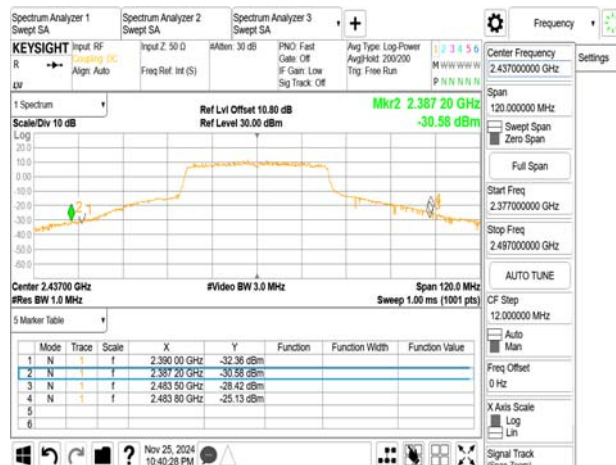 Spectrum Analyzer 1
Swept SA
Spectrum Analyzer 2
Swept SA
Spectrum Analyzer 3
Swept SA
Frequency
KEYSIGHT
R
Input: RF
Coupling: DC
Align: Auto
Input Z: 50 Ω
Freq Ref: Int (S)
#Atten: 30 dB
PNO: Fast
Gate: Off
IF Gain: Low
Sig Track: Off
Avg Type: Log-Power
Avg|Hold: 200/200
Trig: Free Run
1 2 3 4 5 6
M W W W W W
P N N N N N
1 Spectrum
Scale/Div 10 dB
Ref Lvl Offset 10.80 dB
Ref Level 30.00 dBm
Mkr2 2.387 20 GHz
-30.58 dBm
Log
20.0
10.0
0.00
-10.0
-20.0
-30.0
-40.0
-50.0
-60.0
Center 2.43700 GHz
#Res BW 1.0 MHz
#Video BW 3.0 MHz
Span 120.0 MHz
Sweep 1.00 ms (1001 pts)
5 Marker Table
Mode Trace Scale X Y Function Function Width Function Value
1 N 1 f 2.390 00 GHz -32.36 dBm
2 N 1 f 2.387 20 GHz -30.58 dBm
3 N 1 f 2.483 50 GHz -28.42 dBm
4 N 1 f 2.483 80 GHz -25.13 dBm
5
6
Nov 25, 2024
10:40:28 PM
Center Frequency
2.437000000 GHz
Settings
Span
120.000000 MHz
Swept Span
Zero Span
Full Span
Start Freq
2.377000000 GHz
Stop Freq
2.497000000 GHz
AUTO TUNE
CF Step
12.000000 MHz
Auto
Man
Freq Offset
0 Hz
X Axis Scale
Log
Lin
Signal Track